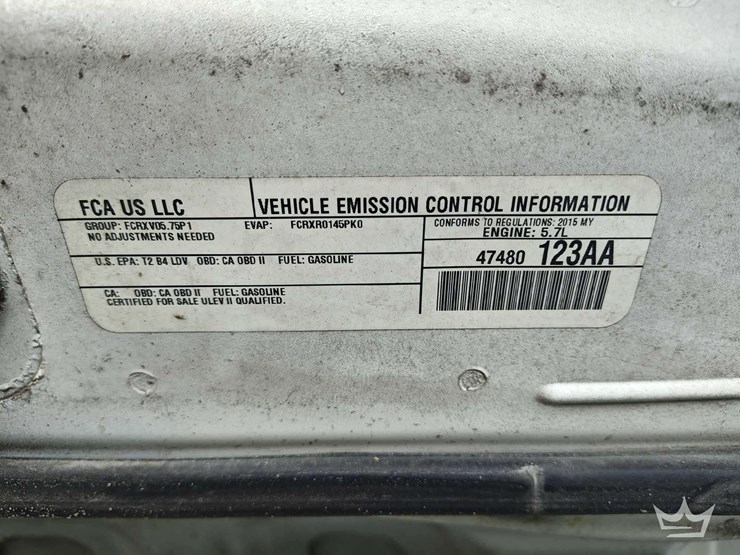 FCA US LLC
VEHICLE EMISSION CONTROL INFORMATION
GROUP: FCRXV05.75P1 EVAP: FCRXR0145PK0
NO ADJUSTMENTS NEEDED
CONFORMS TO REGULATIONS: 2015 MY
ENGINE: 5.7L
U.S. EPA: T2 B4 LDV OBD: CA OBD II FUEL: GASOLINE
47480 123AA
CA: OBD: CA OBD II FUEL: GASOLINE
CERTIFIED FOR SALE ULEV II QUALIFIED.